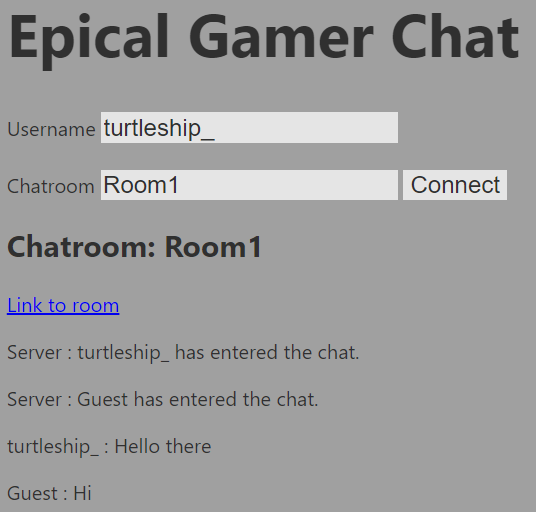 Epical Gamer Chat
Username turtleship_
Chatroom Room1 Connect
Chatroom: Room1
Link to room
Server : turtleship_ has entered the chat.
Server : Guest has entered the chat.
turtleship_ : Hello there
Guest : Hi